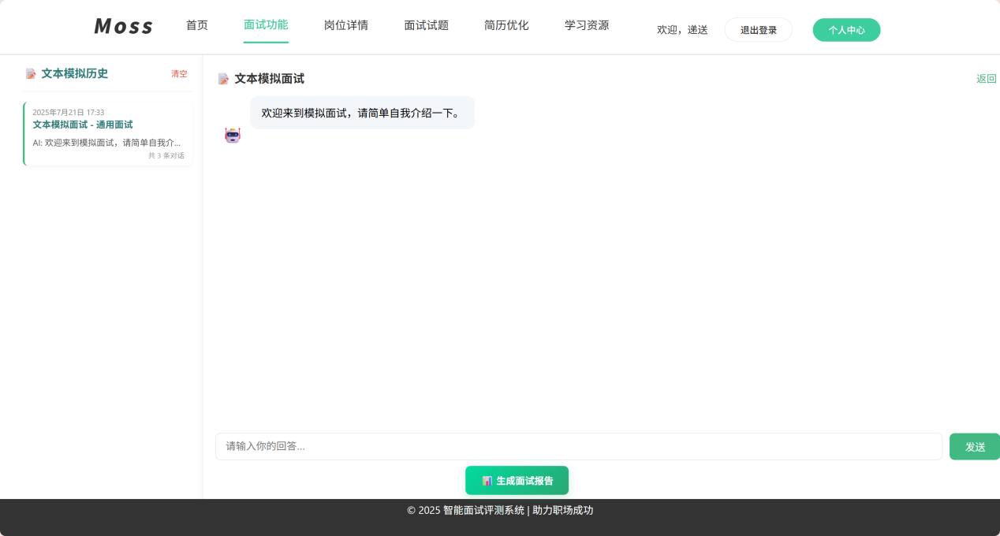 Moss
首页
面试功能
岗位详情
面试试题
简历优化
学习资源
欢迎，递送
退出登录
个人中心
文本模拟历史
清空
2025年7月21日 17:33
文本模拟面试 - 通用面试
AI: 欢迎来到模拟面试，请简单自我介...
共 3 条对话
文本模拟面试
返回
欢迎来到模拟面试，请简单自我介绍一下。
请输入你的回答...
发送
生成面试报告
© 2025 智能面试评测系统 | 助力职场成功